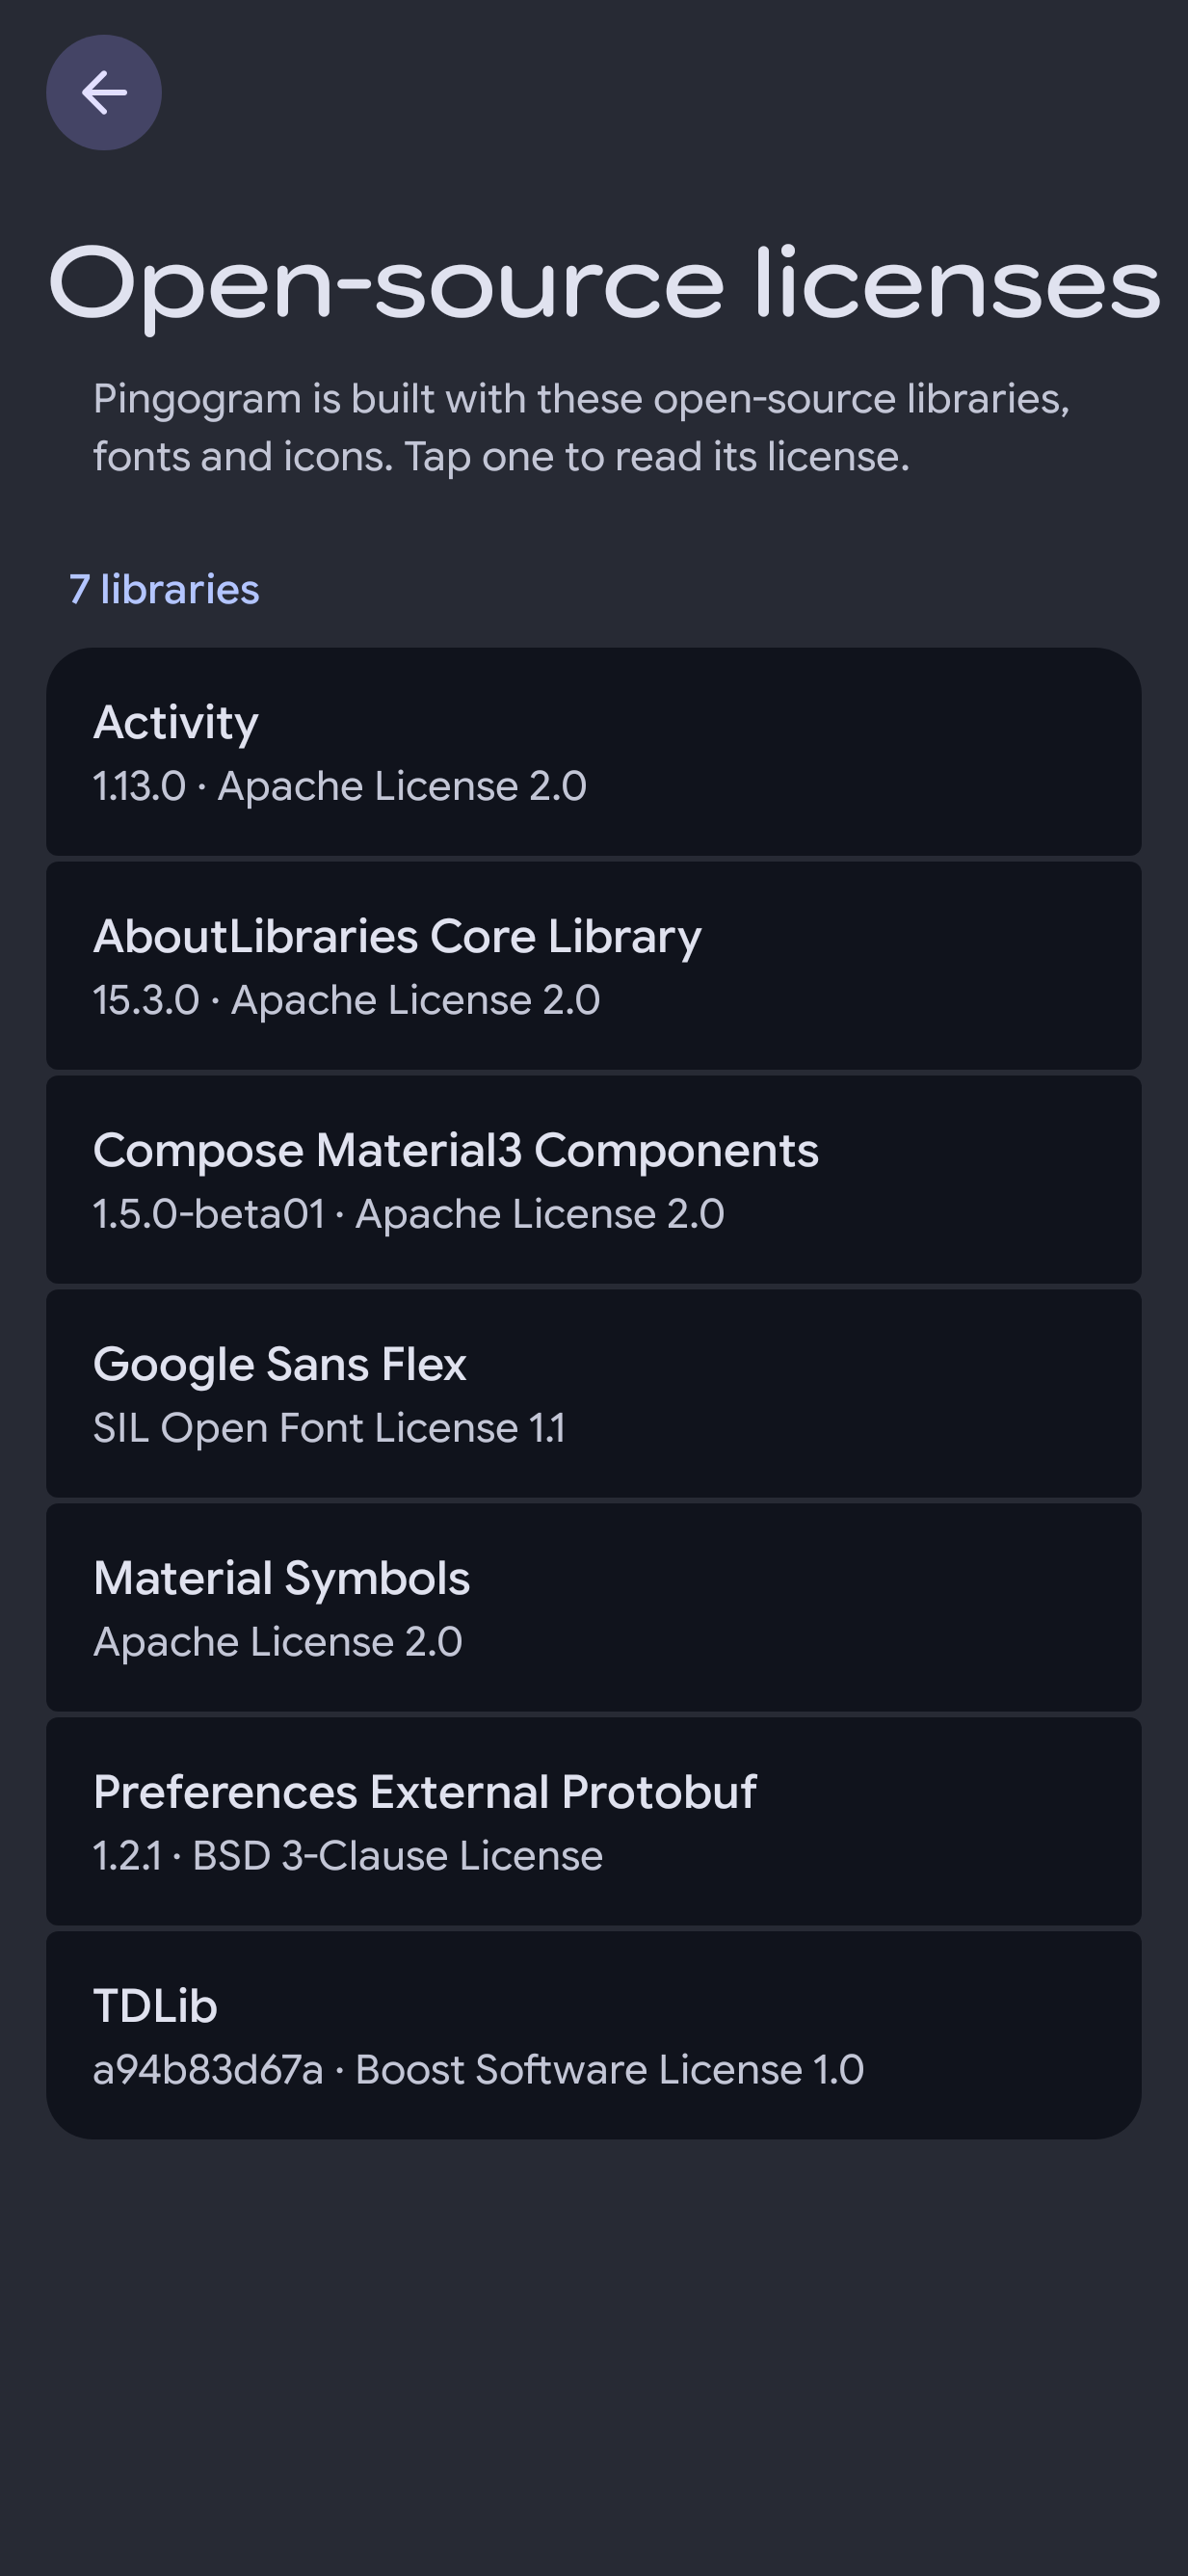 Open-source licenses
Pingogram is built with these open-source libraries,
fonts and icons. Tap one to read its license.
7 libraries
Activity
1.13.0 · Apache License 2.0
AboutLibraries Core Library
15.3.0 · Apache License 2.0
Compose Material3 Components
1.5.0-beta01 · Apache License 2.0
Google Sans Flex
SIL Open Font License 1.1
Material Symbols
Apache License 2.0
Preferences External Protobuf
1.2.1 · BSD 3-Clause License
TDLib
a94b83d67a · Boost Software License 1.0